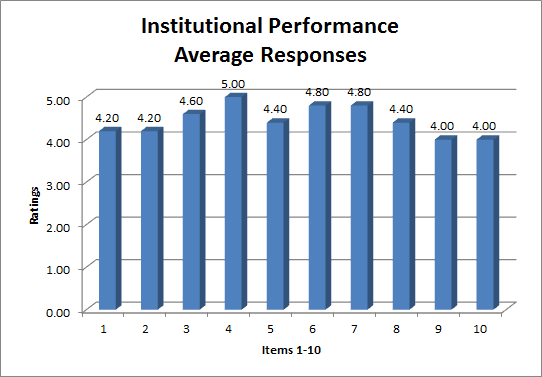 Institutional Performance
Average Responses
5.00
4.80 4.80
4.60
4.40 4.40
4.20 4.20
4.00 4.00
5.00
4.00
3.00
2.00
1.00
0.00
Ratings
1 2 3 4 5 6 7 8 9 10
Items 1-10